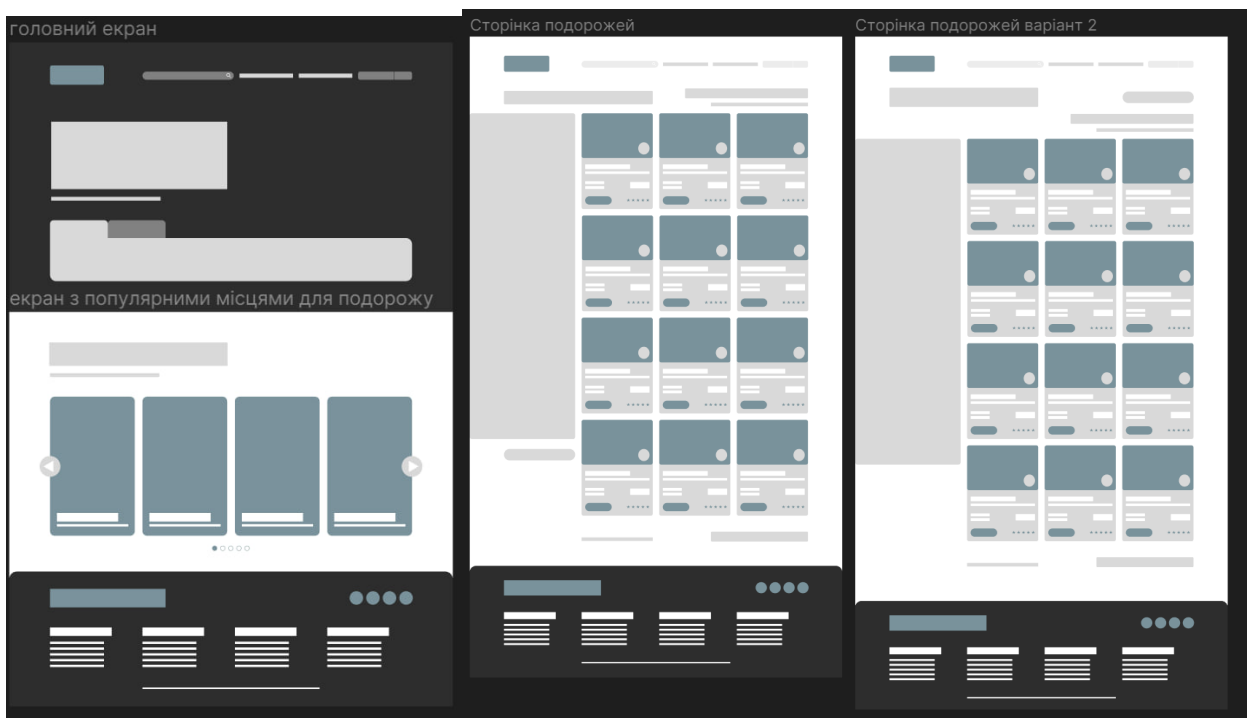 головний екран
екран з популярними місцями для подорожу
Сторінка подорожей
Сторінка подорожей варіант 2